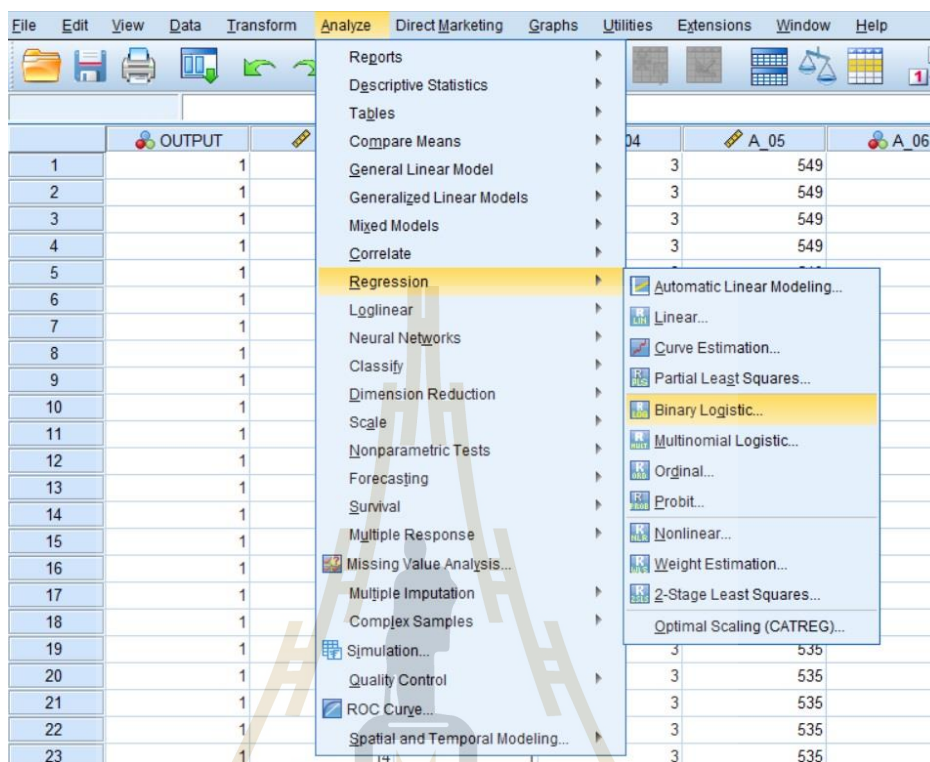 File Edit View Data Transform Analyze Direct Marketing Graphs Utilities Extensions Window Help
1
OUTPUT 04 A_05 A_06
1 1 3 549
2 1 3 549
3 1 3 549
4 1 3 549
5 1
6 1
7 1
8 1
9 1
10 1
11 1
12 1
13 1
14 1
15 1
16 1
17 1
18 1
19 1 3 535
20 1 3 535
21 1 3 535
22 1 3 535
23 1 14 3 535
Reports
Descriptive Statistics
Tables
Compare Means
General Linear Model
Generalized Linear Models
Mixed Models
Correlate
Regression
Loglinear
Neural Networks
Classify
Dimension Reduction
Scale
Nonparametric Tests
Forecasting
Survival
Multiple Response
Missing Value Analysis...
Multiple Imputation
Complex Samples
Simulation...
Quality Control
ROC Curve...
Spatial and Temporal Modeling...
Automatic Linear Modeling...
Linear...
Curve Estimation...
Partial Least Squares...
Binary Logistic...
Multinomial Logistic...
Ordinal...
Probit...
Nonlinear...
Weight Estimation...
2-Stage Least Squares...
Optimal Scaling (CATREG)...